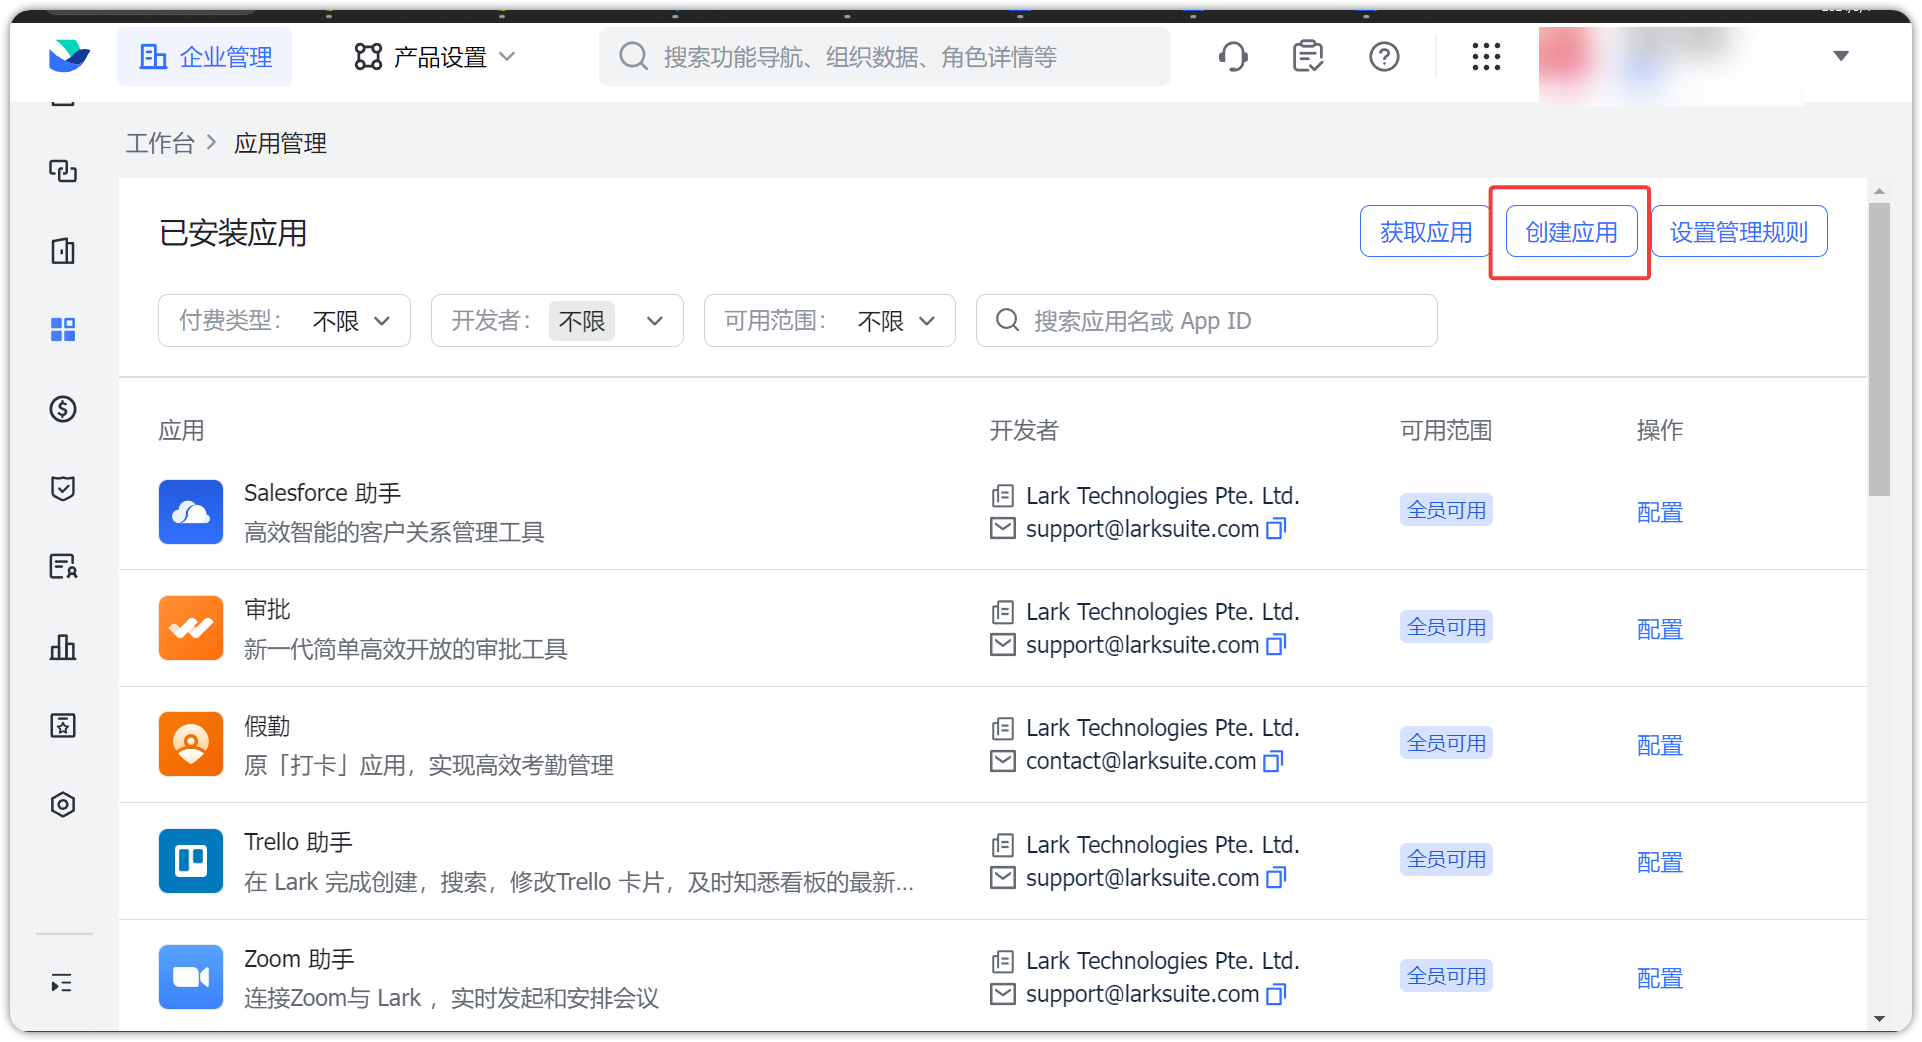 企业管理
产品设置
搜索功能导航、组织数据、角色详情等
工作台 > 应用管理
已安装应用
获取应用
创建应用
设置管理规则
付费类型： 不限
开发者： 不限
可用范围： 不限
搜索应用名或 App ID
应用 开发者 可用范围 操作
Salesforce 助手
高效智能的客户关系管理工具
Lark Technologies Pte. Ltd.
support@larksuite.com
全员可用
配置
审批
新一代简单高效开放的审批工具
Lark Technologies Pte. Ltd.
support@larksuite.com
全员可用
配置
假勤
原「打卡」应用，实现高效考勤管理
Lark Technologies Pte. Ltd.
contact@larksuite.com
全员可用
配置
Trello 助手
在 Lark 完成创建，搜索，修改Trello 卡片，及时知悉看板的最新...
Lark Technologies Pte. Ltd.
support@larksuite.com
全员可用
配置
Zoom 助手
连接Zoom与 Lark ，实时发起和安排会议
Lark Technologies Pte. Ltd.
support@larksuite.com
全员可用
配置